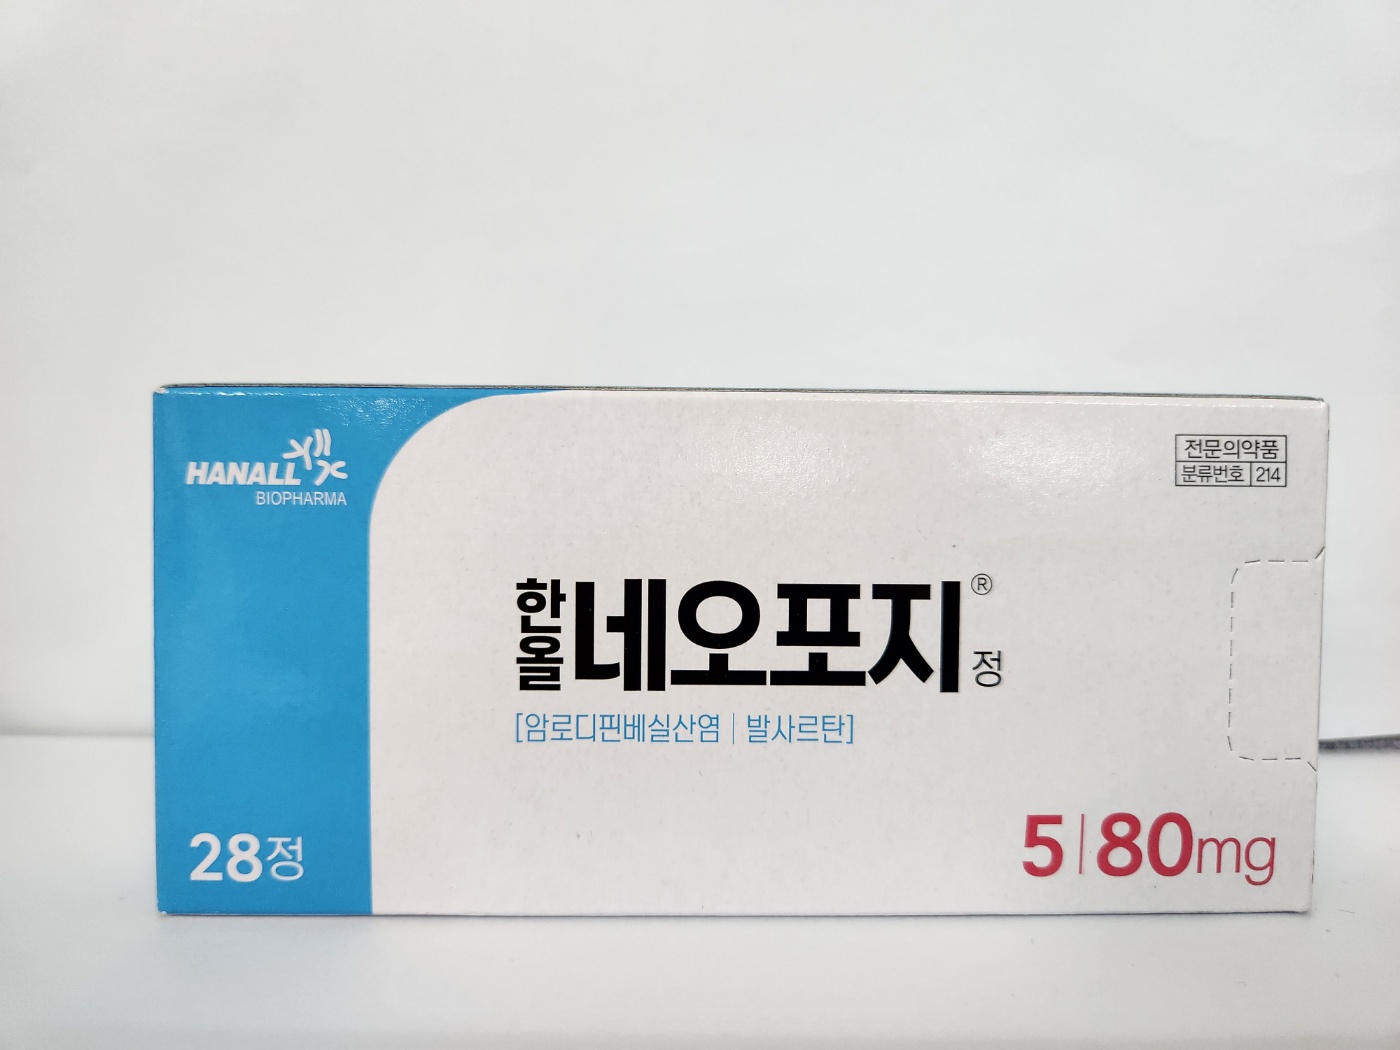 HANALL
BIOPHARMA
전문의약품
분류번호 214
한올 네오포지® 정
[암로디핀베실산염 | 발사르탄]
28정
5 | 80mg